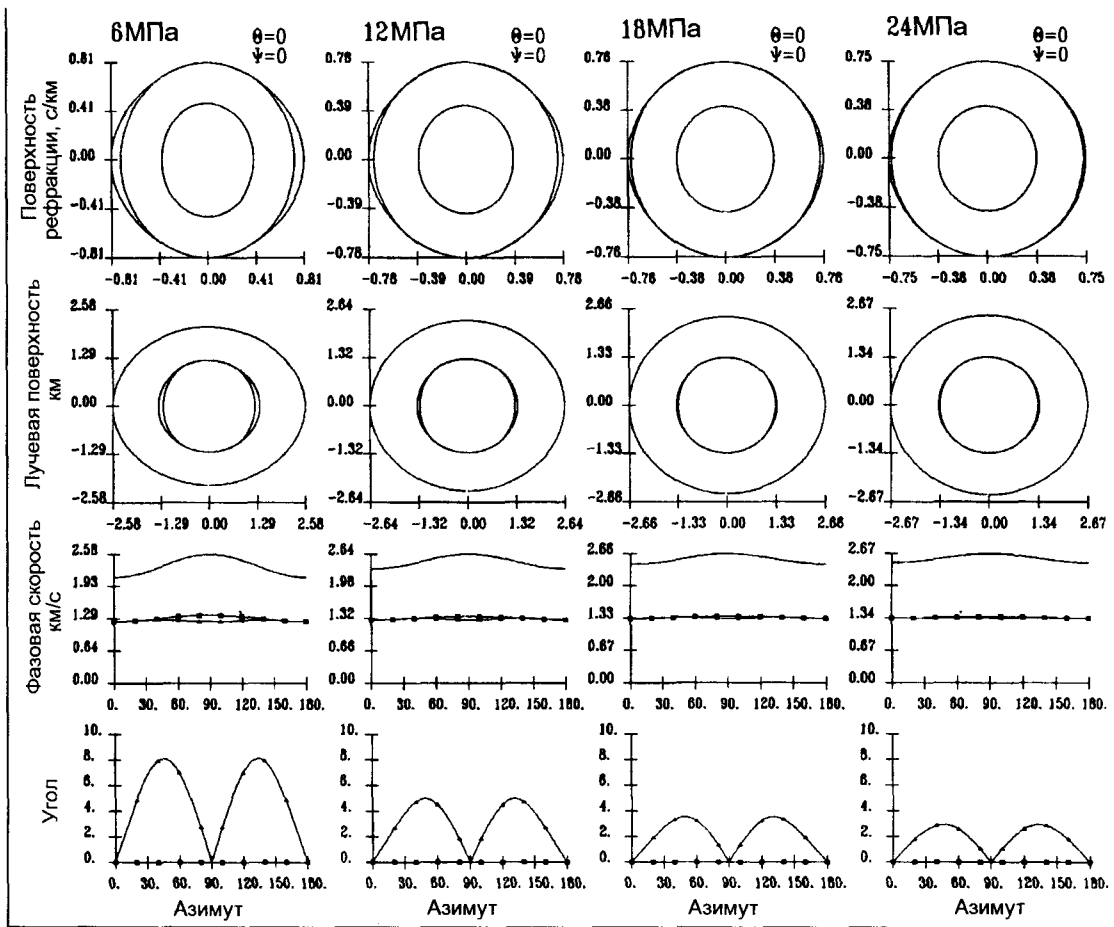 6МПа θ=0 12МПа θ=0 18МПа θ=0 24МПа θ=0
Ψ=0 Ψ=0 Ψ=0 Ψ=0
Поверхность
рефракции, с/км
0.81 0.76 0.76 0.75
0.41 0.39 0.38 0.38
0.00 0.00 0.00 0.00
-0.41 -0.39 -0.38 -0.38
-0.81 -0.76 -0.76 -0.75
-0.81 -0.41 0.00 0.41 0.81 -0.76 -0.39 0.00 0.39 0.78 -0.76 -0.38 0.00 0.38 0.76 -0.75 -0.38 0.00 0.38 0.75
Лучевая поверхность
км
2.58 2.64 2.66 2.67
1.29 1.32 1.33 1.34
0.00 0.00 0.00 0.00
-1.29 -1.32 -1.33 -1.34
-2.58 -2.64 -2.66 -2.67
-2.58 -1.29 0.00 1.29 2.58 -2.64 -1.32 0.00 1.32 2.64 -2.66 -1.33 0.00 1.33 2.66 -2.67 -1.34 0.00 1.34 2.67
Фазовая скорость
км/с
2.58 2.64 2.66 2.67
1.93 1.98 2.00 2.00
1.29 1.32 1.33 1.34
0.64 0.66 0.67 0.67
0.00 0.00 0.00 0.00
0. 30. 60. 90. 120. 150. 180. 0. 30. 60. 90. 120. 150. 180. 0. 30. 60. 90. 120. 150. 180. 0. 30. 60. 90. 120. 150. 180.
Угол
10. 10. 10. 10.
8. 8. 8. 8.
6. 6. 6. 6.
4. 4. 4. 4.
2. 2. 2. 2.
0. 0. 0. 0.
0. 30. 60. 90. 120. 150. 180. 0. 30. 60. 90. 120. 150. 180. 0. 30. 60. 90. 120. 150. 180. 0. 30. 60. 90. 120. 150. 180.
Азимут Азимут Азимут Азимут